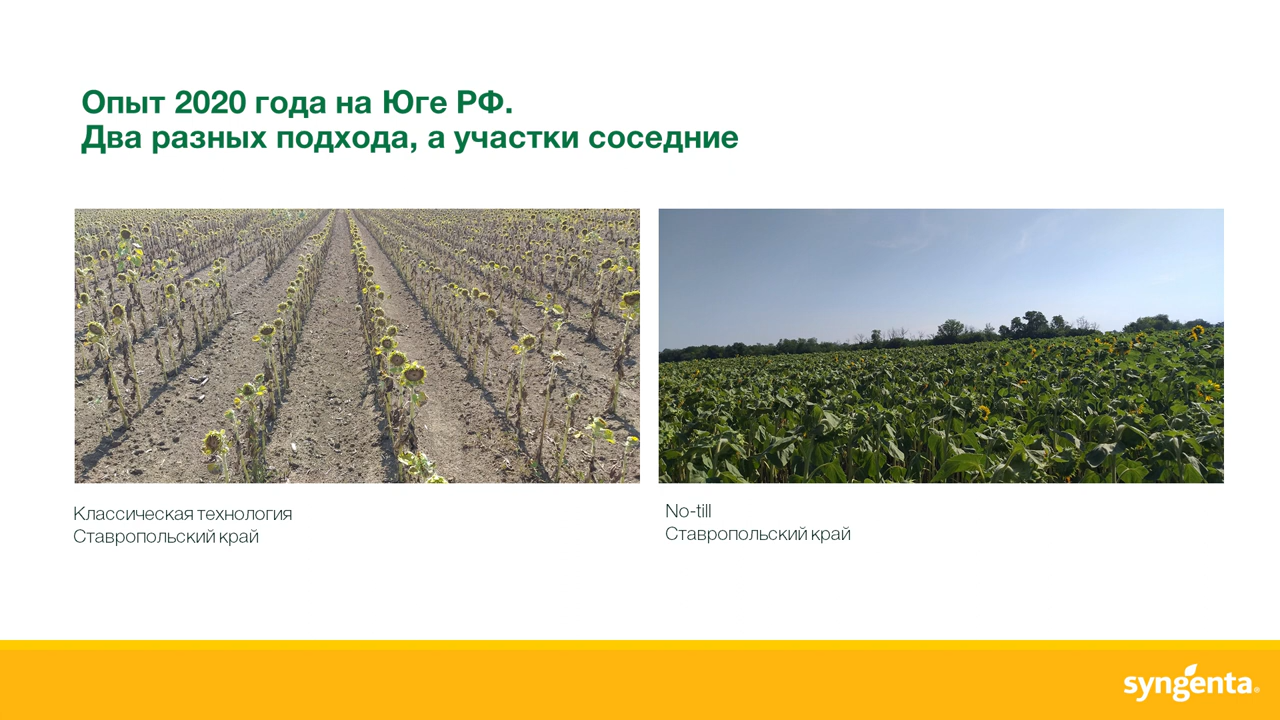 Опыт 2020 года на Юге РФ.
Два разных подхода, а участки соседние
Классическая технология
Ставропольский край
No-till
Ставропольский край
syngenta®